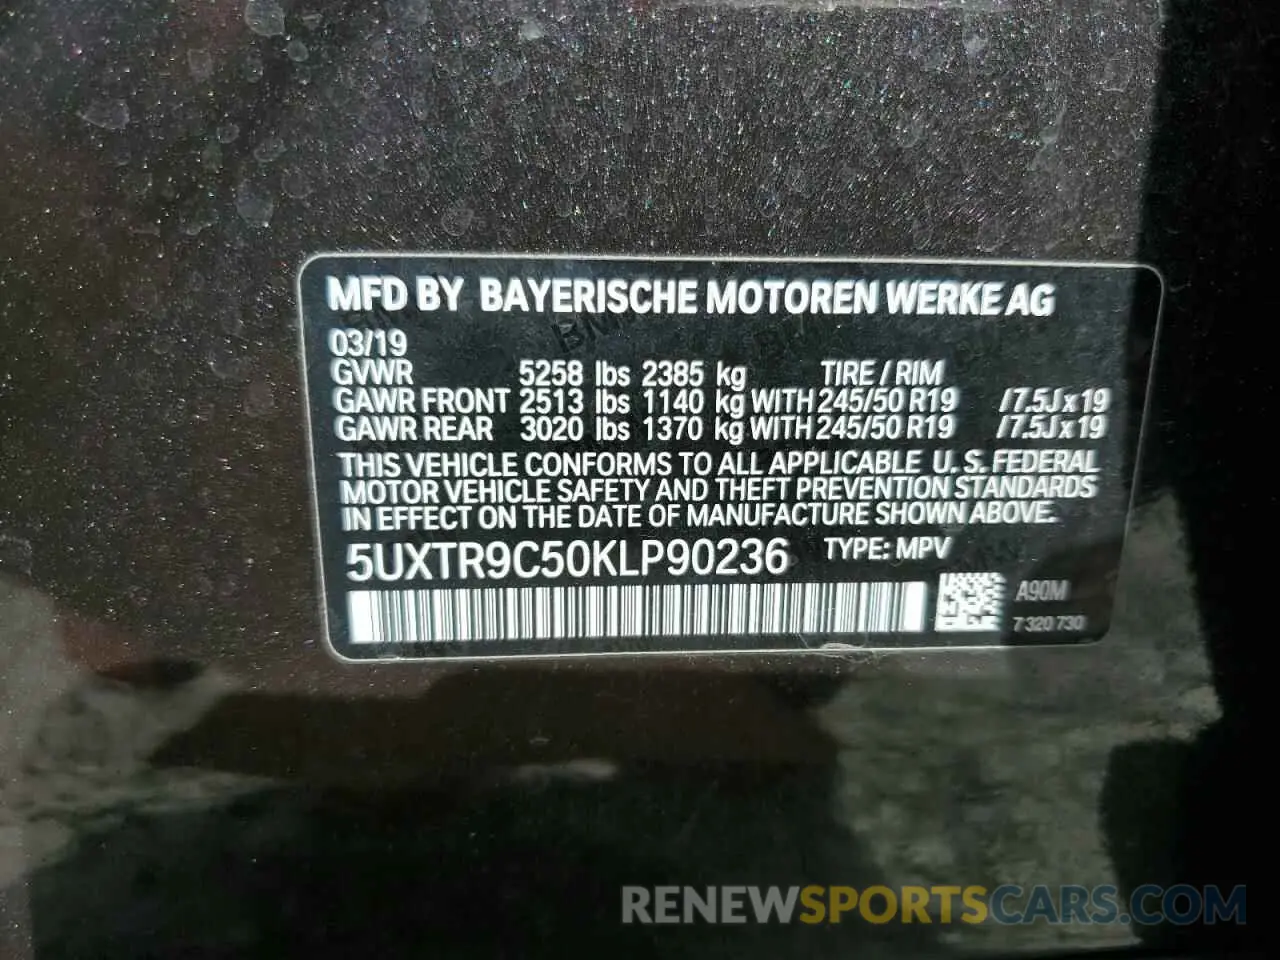 MFD BY BAYERISCHE MOTOREN WERKE AG
03/19
GVWR 5258 lbs 2385 kg TIRE / RIM
GAWR FRONT 2513 lbs 1140 kg WITH 245/50 R19 / 7.5J x 19
GAWR REAR 3020 lbs 1370 kg WITH 245/50 R19 / 7.5J x 19
THIS VEHICLE CONFORMS TO ALL APPLICABLE U. S. FEDERAL
MOTOR VEHICLE SAFETY AND THEFT PREVENTION STANDARDS
IN EFFECT ON THE DATE OF MANUFACTURE SHOWN ABOVE.
5UXTR9C50KLP90236 TYPE: MPV
A90M
7 320 730
RENEWSPORTSCARS.COM